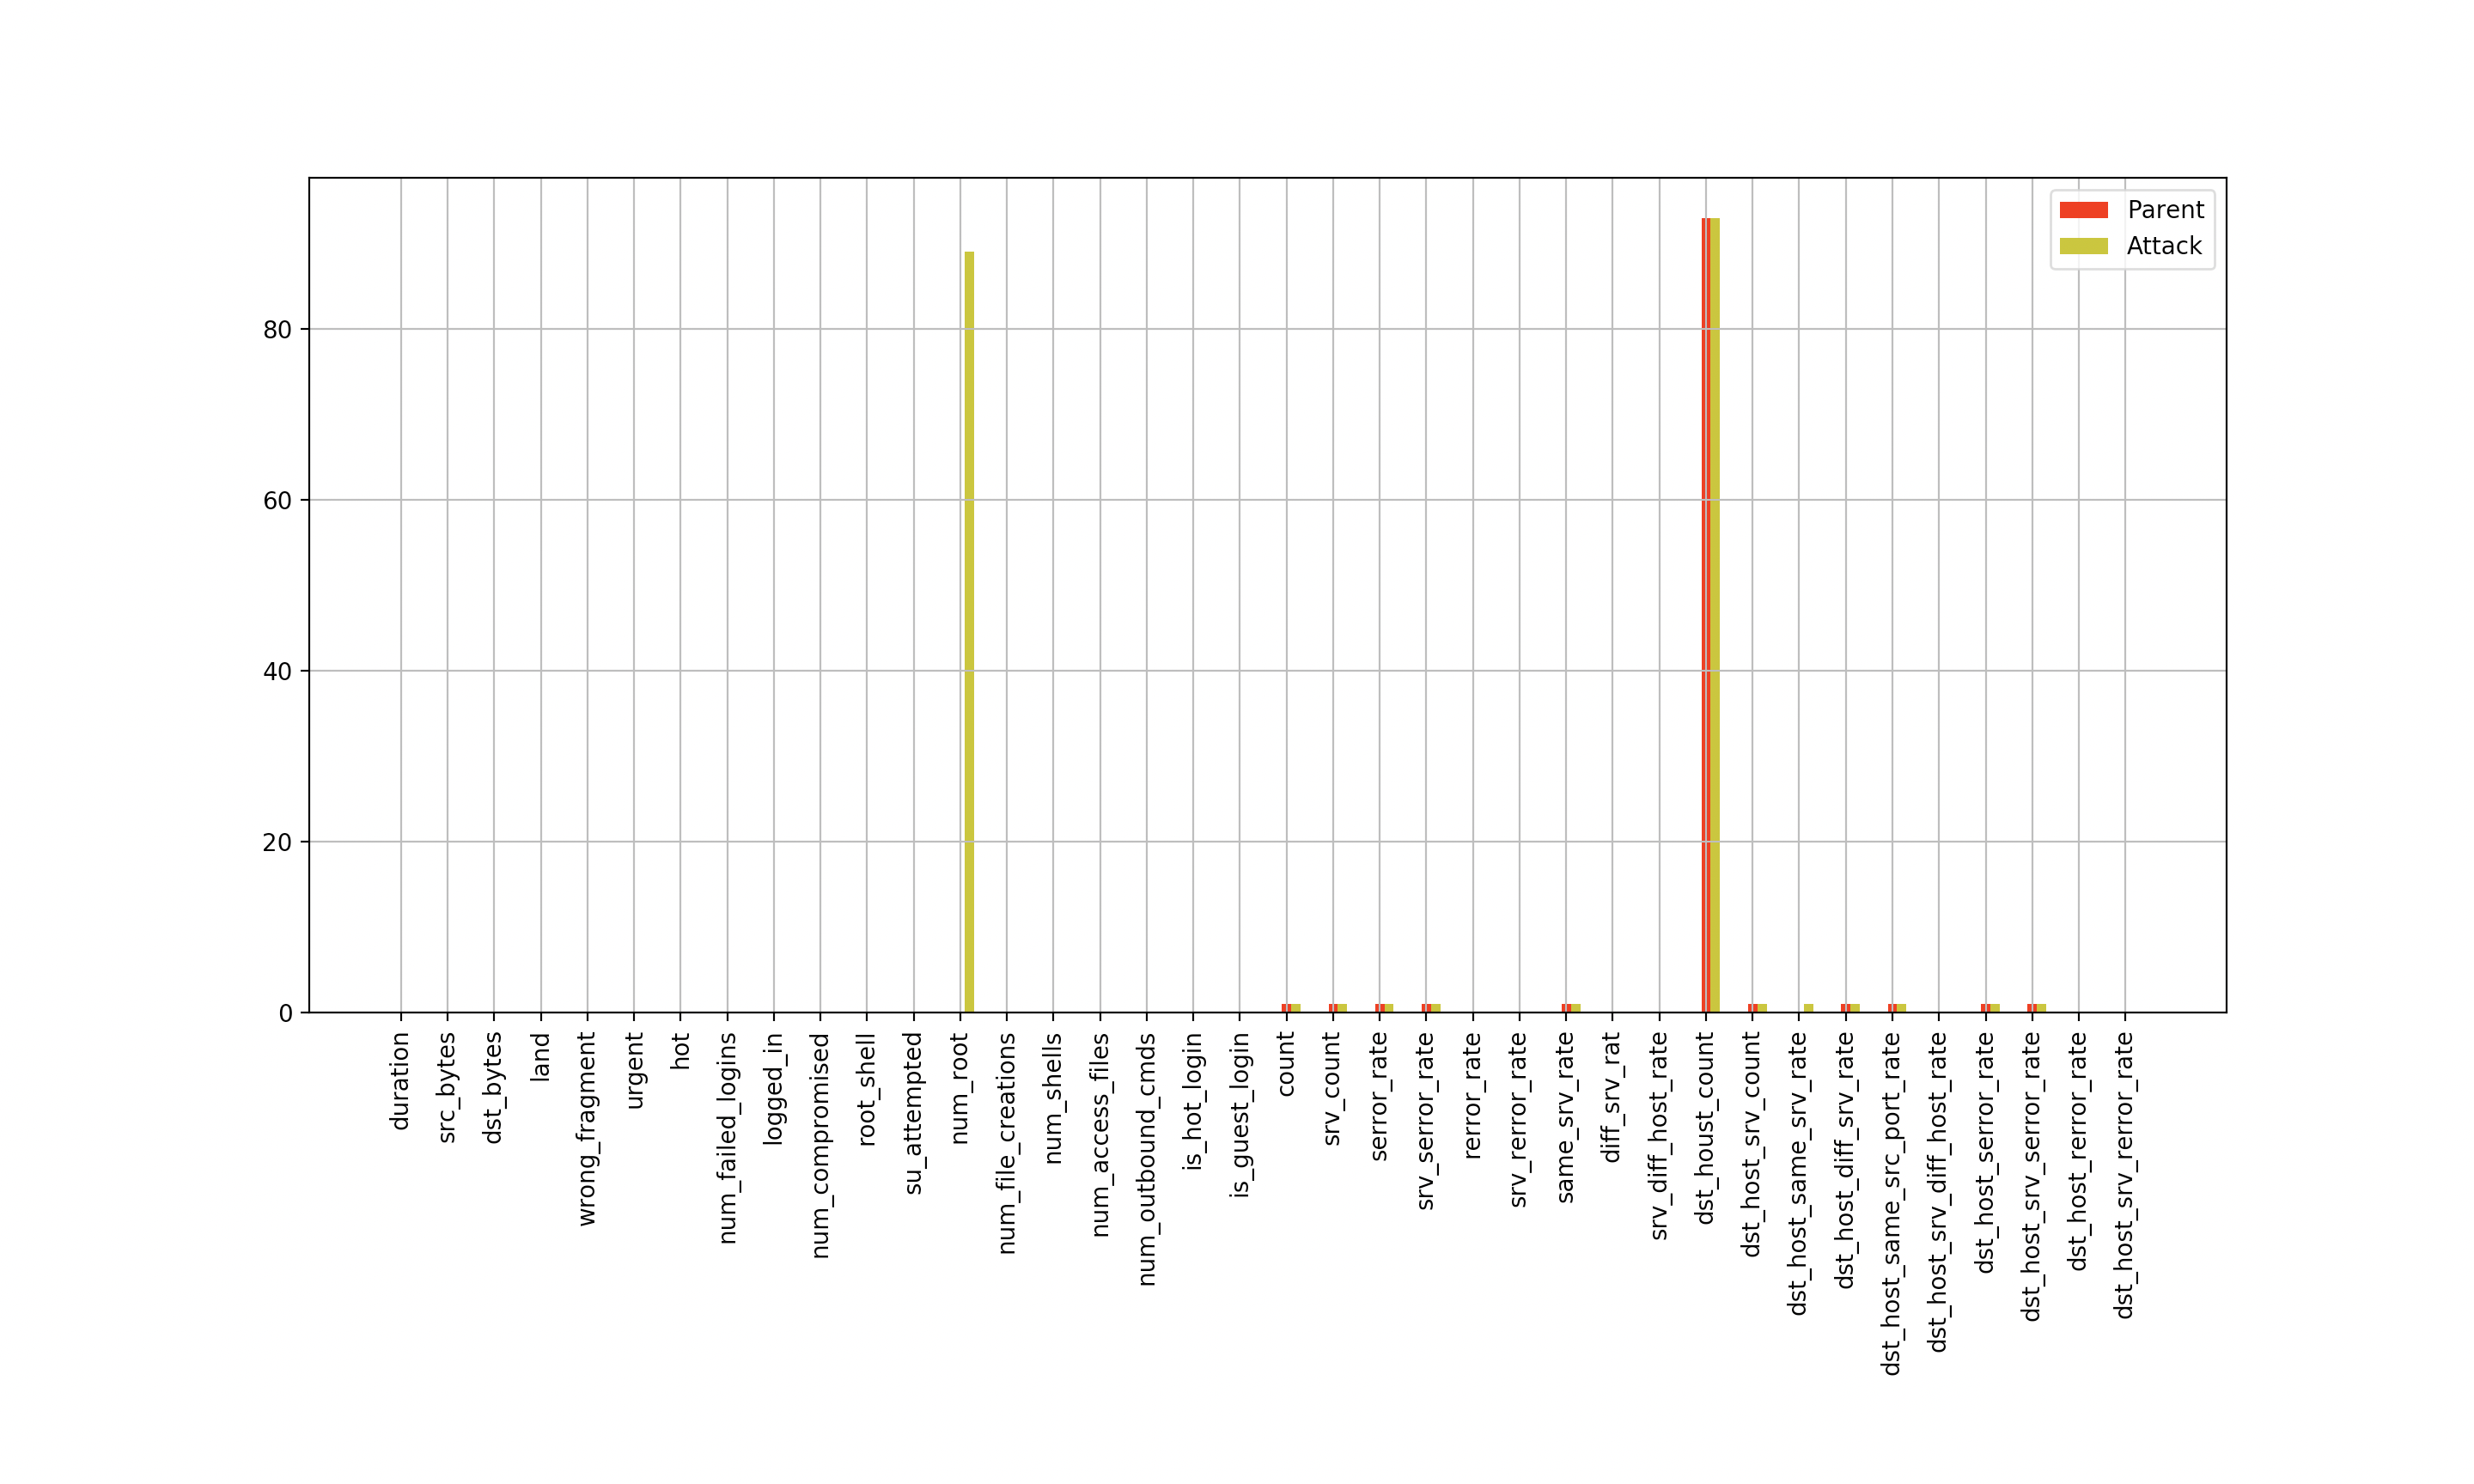 Parent
Attack
80
60
40
20
0
duration
src_bytes
dst_bytes
land
wrong_fragment
urgent
hot
num_failed_logins
logged_in
num_compromised
root_shell
su_attempted
num_root
num_file_creations
num_shells
num_access_files
num_outbound_cmds
is_hot_login
is_guest_login
count
srv_count
serror_rate
srv_serror_rate
rerror_rate
srv_rerror_rate
same_srv_rate
diff_srv_rat
srv_diff_host_rate
dst_houst_count
dst_host_srv_count
dst_host_same_srv_rate
dst_host_diff_srv_rate
dst_host_same_src_port_rate
dst_host_srv_diff_host_rate
dst_host_serror_rate
dst_host_srv_serror_rate
dst_host_rerror_rate
dst_host_srv_rerror_rate